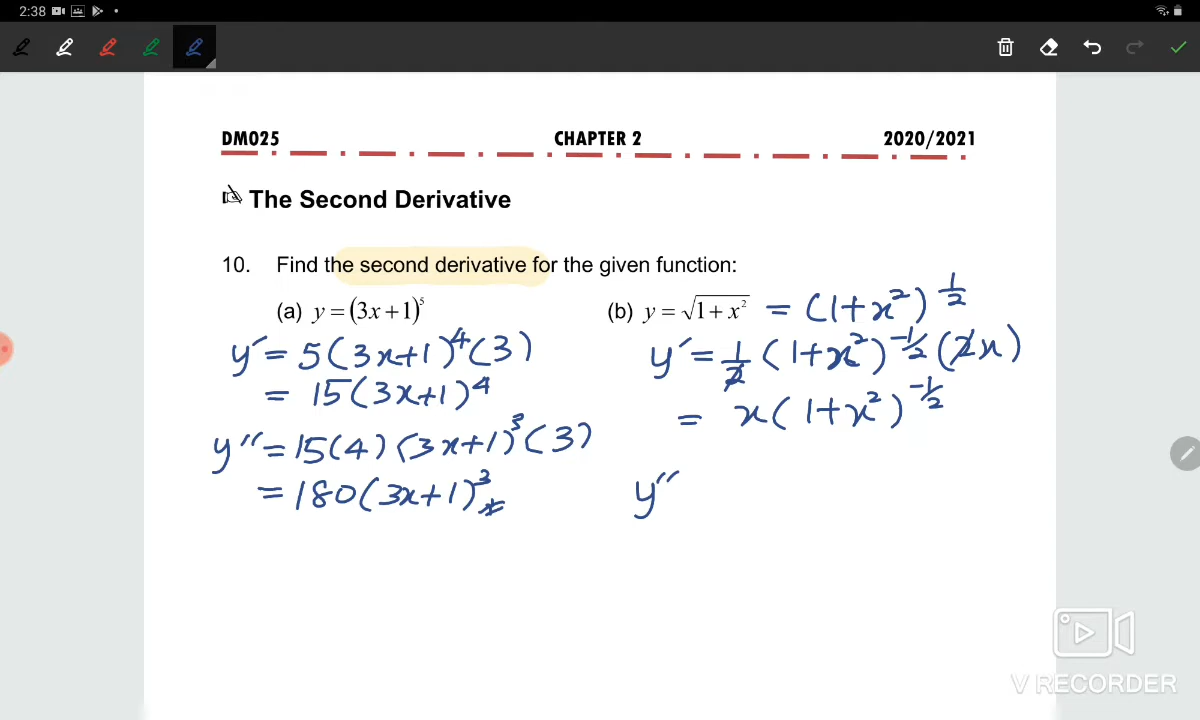 2:38
DM025 CHAPTER 2 2020/2021
The Second Derivative
10. Find the second derivative for the given function:
(a) y = (3x + 1)⁵
y′ = 5(3x+1)⁴(3)
= 15(3x+1)⁴
y″ = 15(4)(3x+1)³(3)
= 180(3x+1)³
(b) y = √(1 + x²) = (1+x²)^(1/2)
y′ = 1/2 (1+x²)^(-1/2) (2x)
= x(1+x²)^(-1/2)
y″
V RECORDER